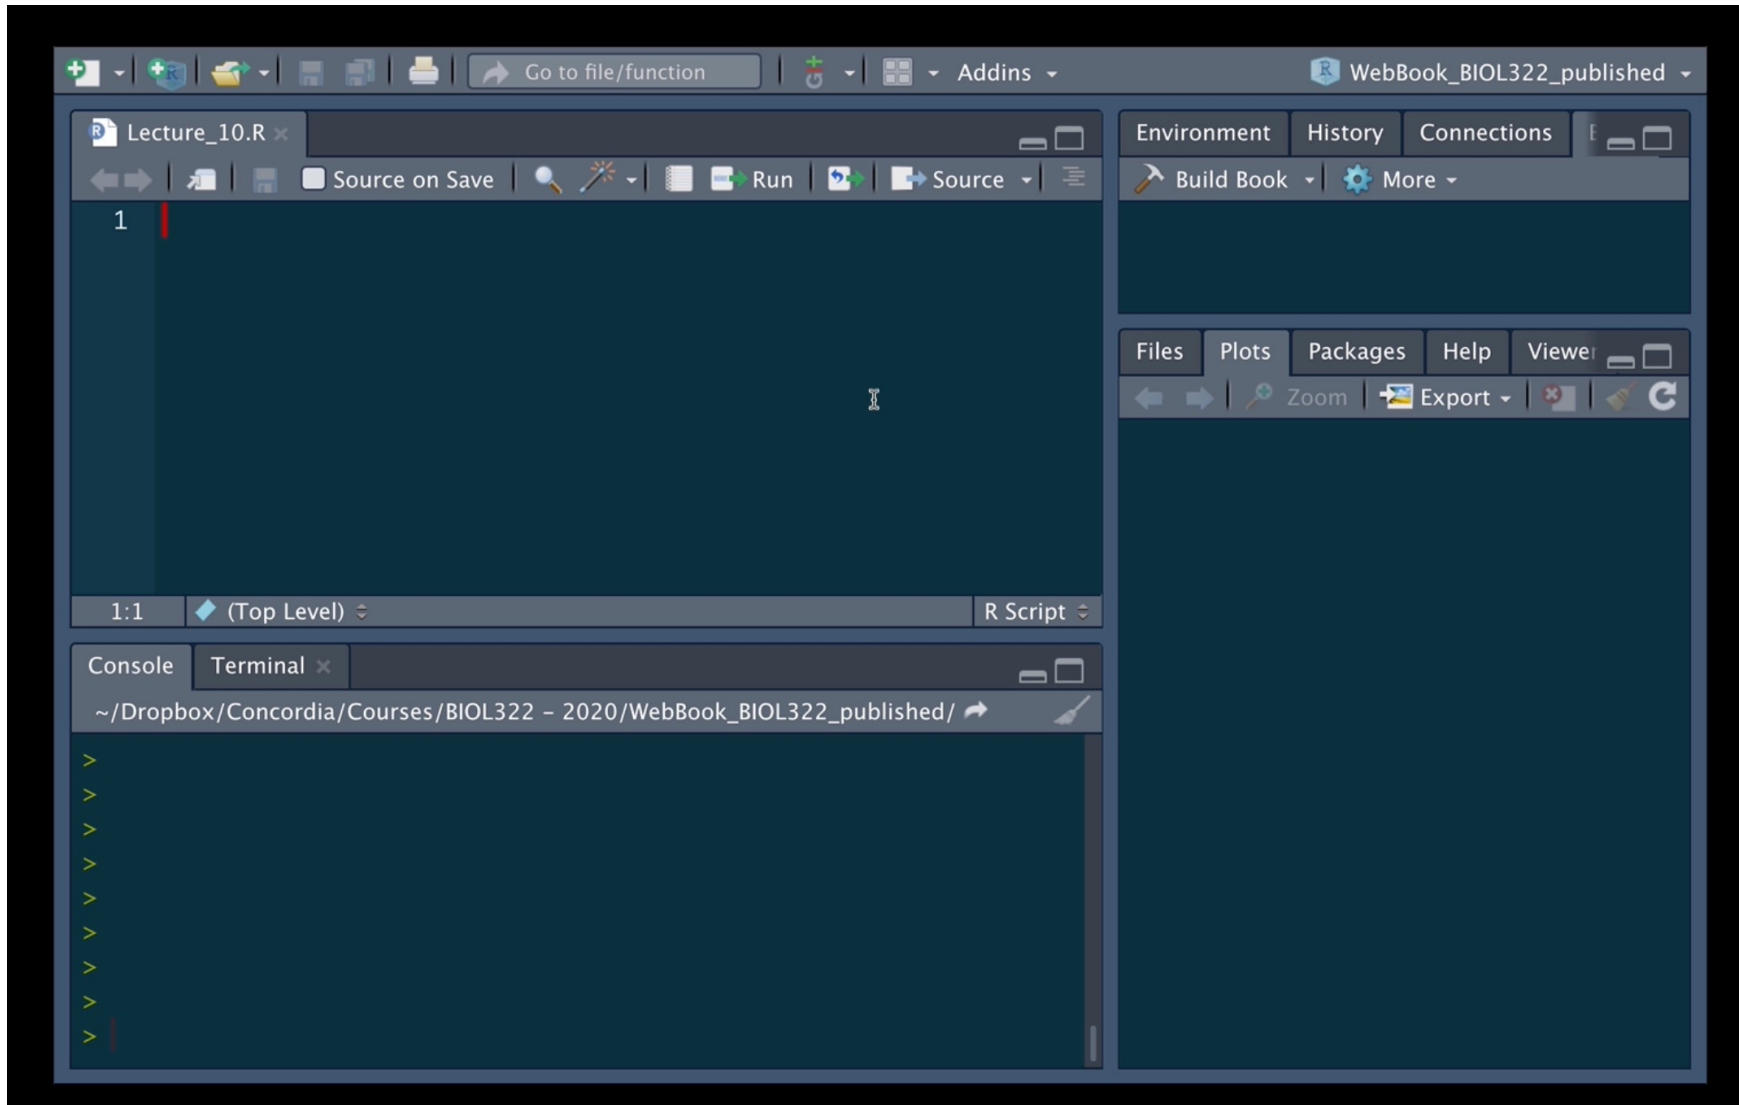 Go to file/function Addins WebBook_BIOL322_published
Lecture_10.R
Source on Save Run Source
1
1:1 (Top Level) R Script
Console Terminal
~/Dropbox/Concordia/Courses/BIOL322 – 2020/WebBook_BIOL322_published/
>
>
>
>
>
>
>
>
>
Environment History Connections
Build Book More
Files Plots Packages Help Viewer
Zoom Export